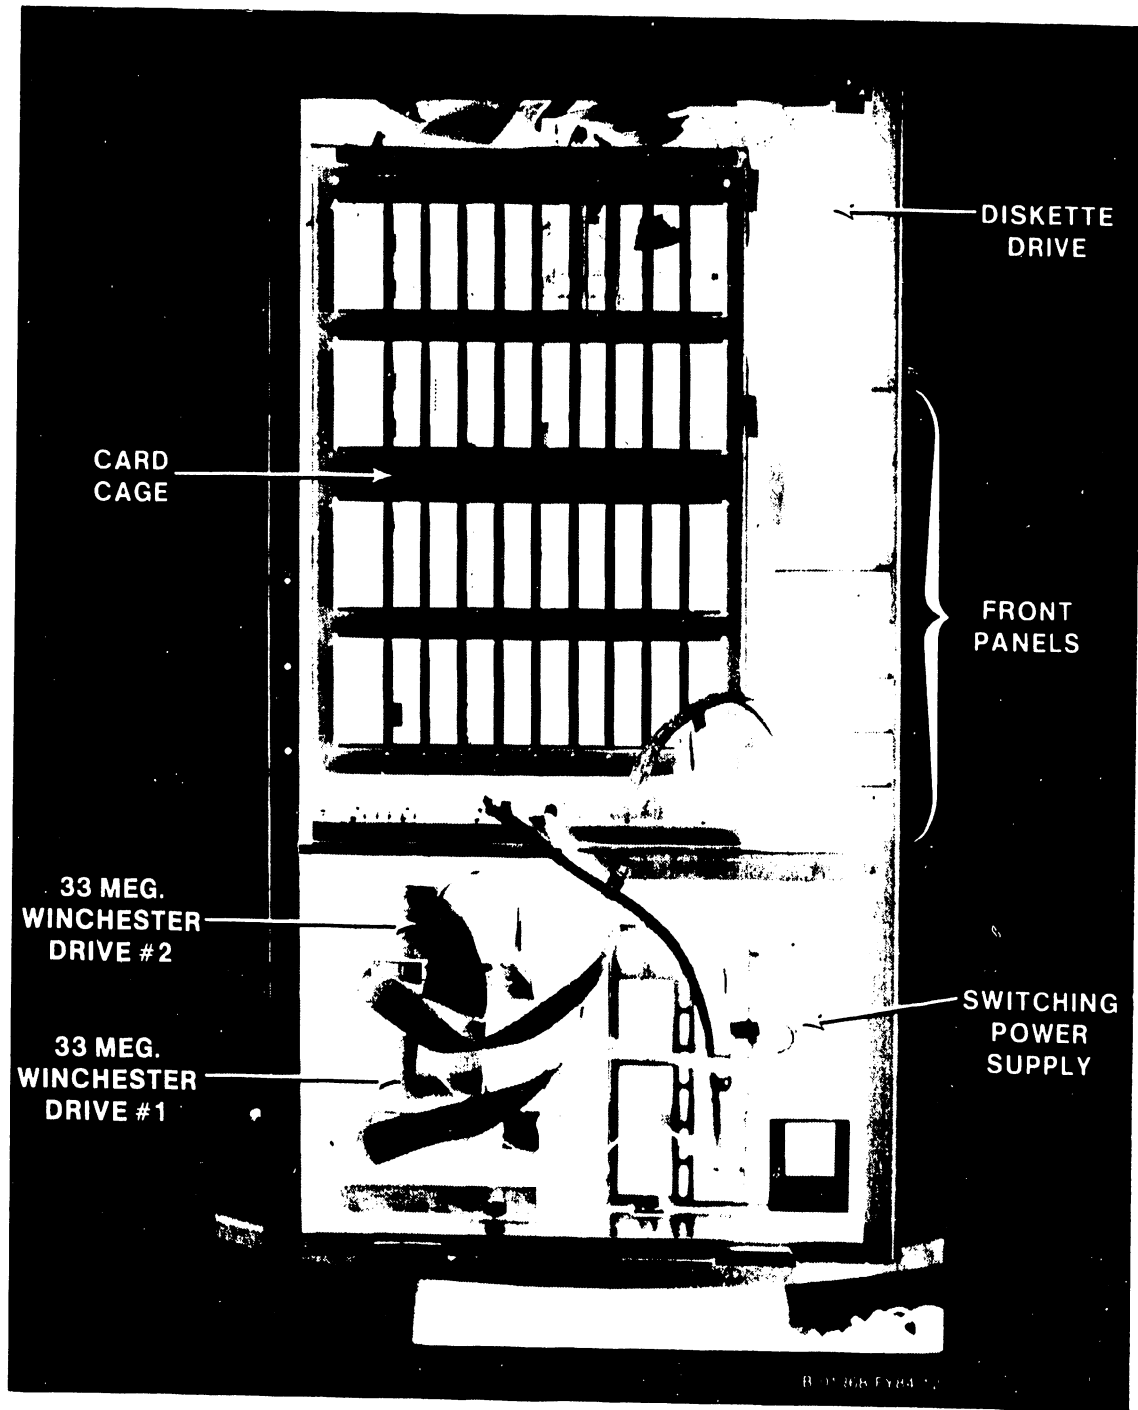 DISKETTE
DRIVE
CARD
CAGE
FRONT
PANELS
33 MEG.
WINCHESTER
DRIVE #2
SWITCHING
POWER
SUPPLY
33 MEG.
WINCHESTER
DRIVE #1